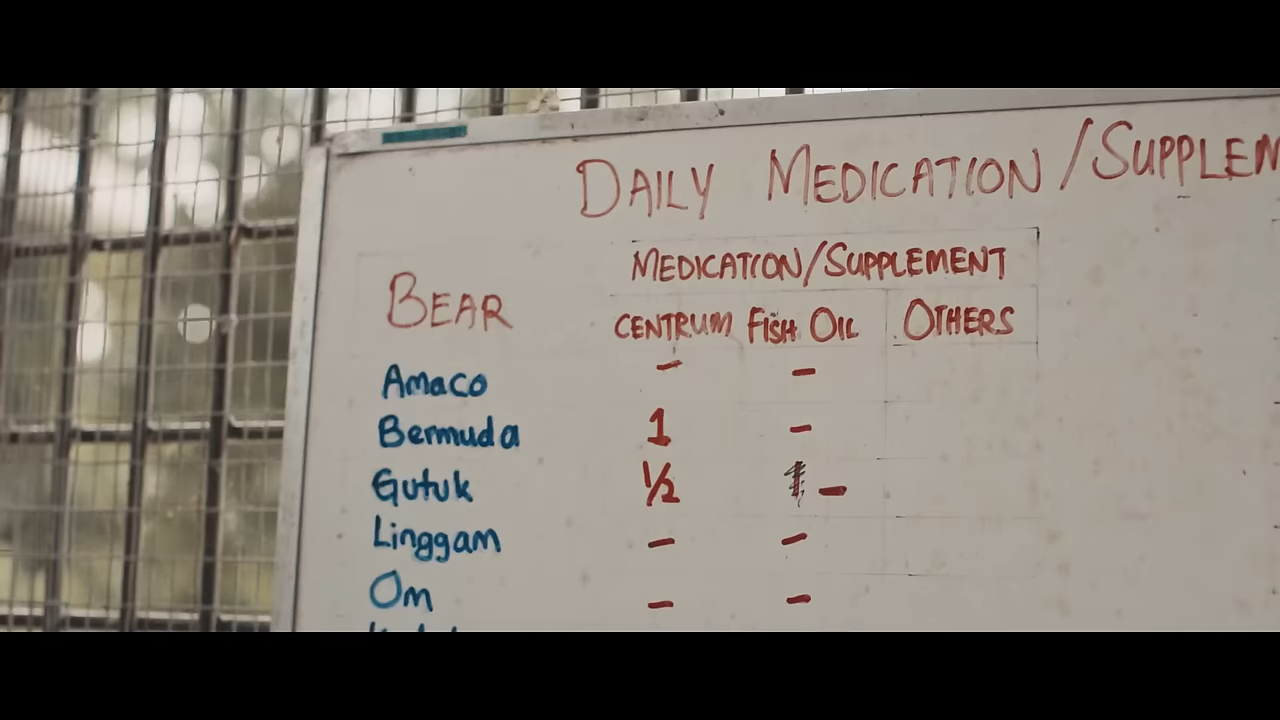 DAILY MEDICATION/SUPPLEM
MEDICATION/SUPPLEMENT
BEAR CENTRUM FISH OIL OTHERS
Amaco - -
Bermuda 1 -
Gutuk 1/2 -
Linggam - -
Om - -